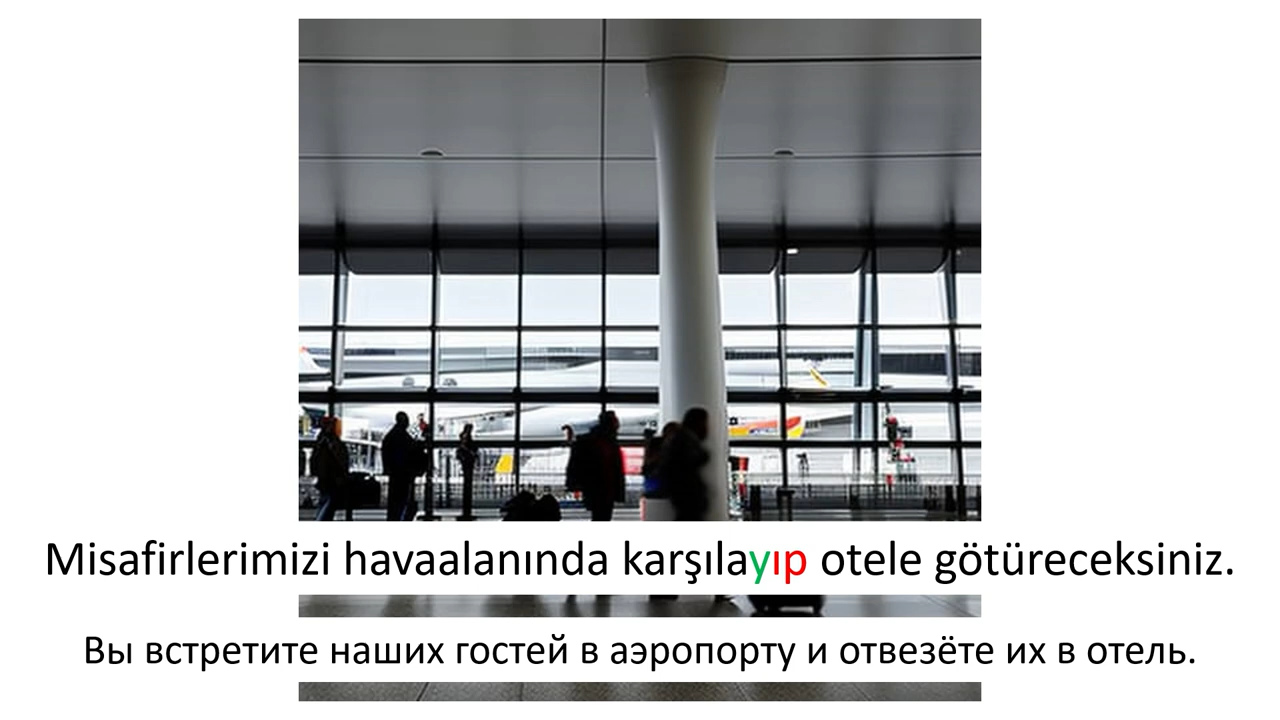 Misafirlerimizi havaalanında karşılayıp otele götüreceksiniz.
Вы встретите наших гостей в аэропорту и отвезёте их в отель.